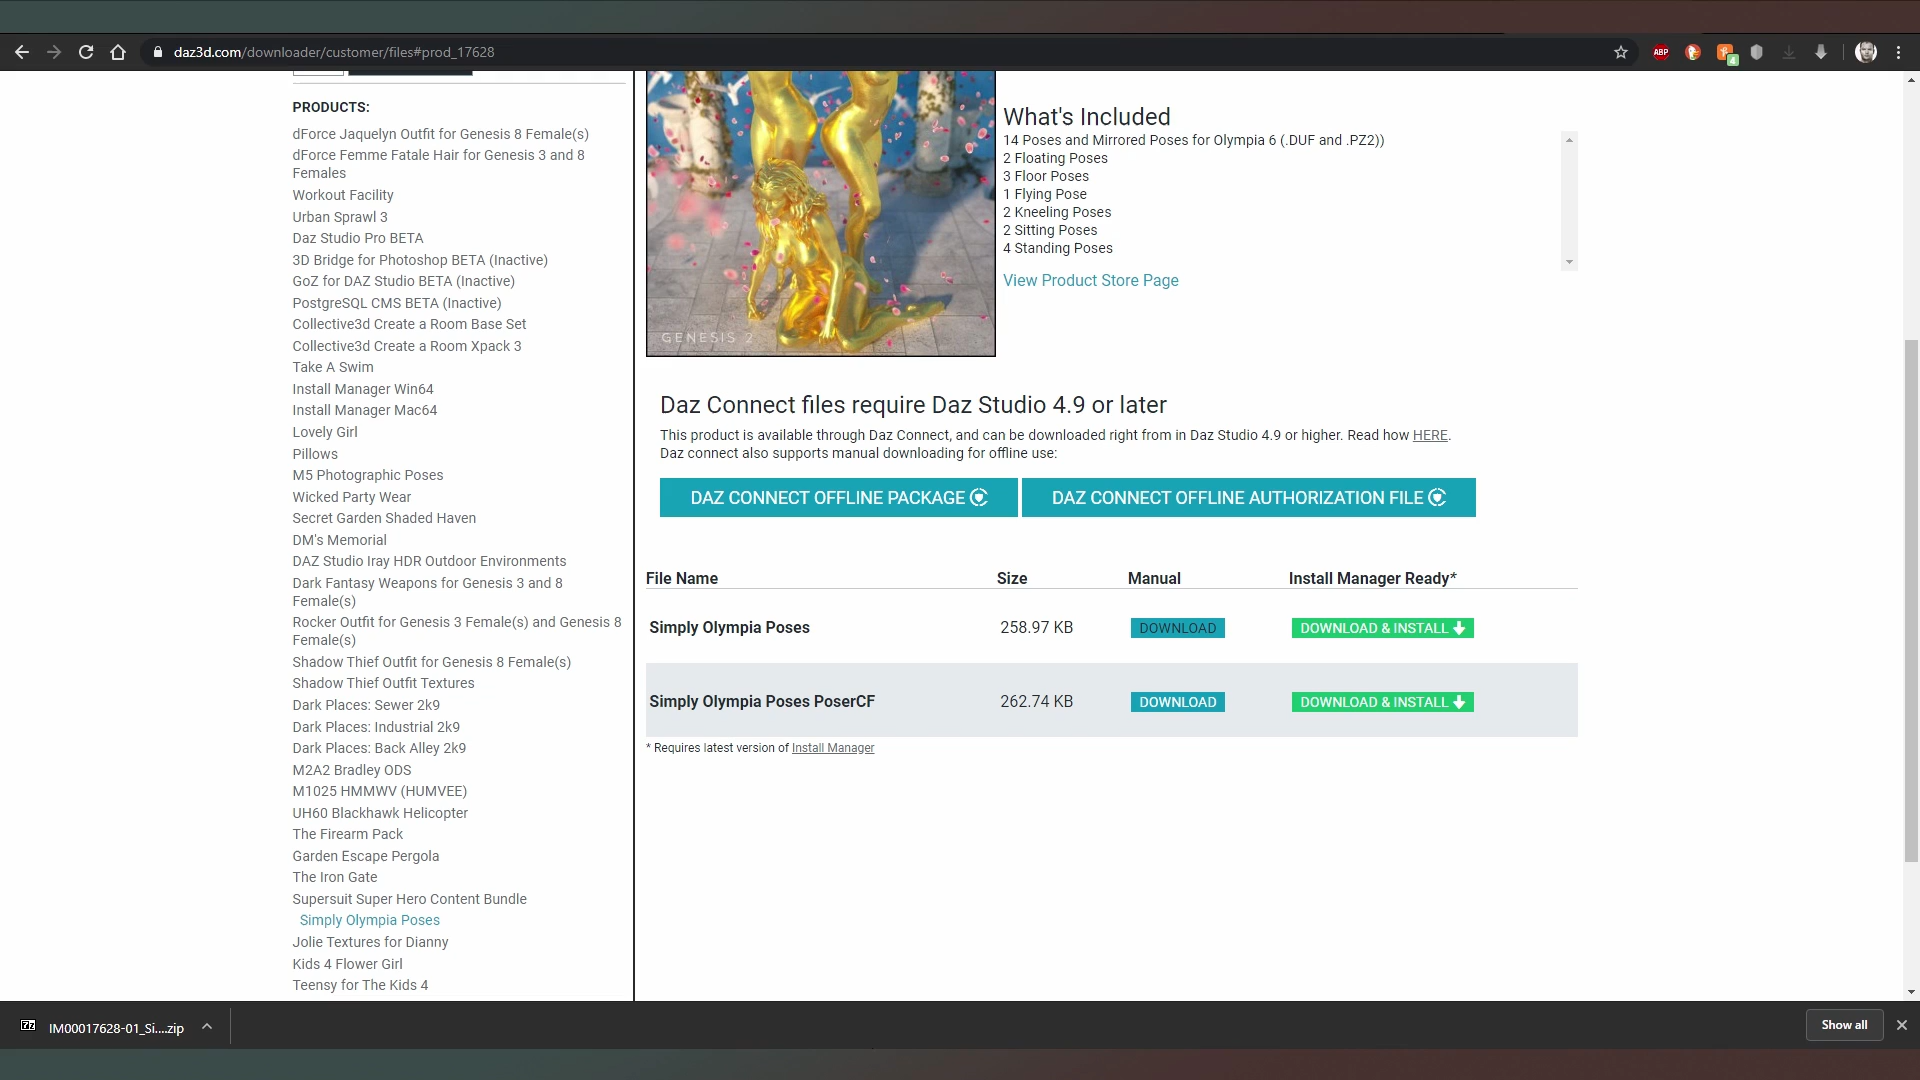 daz3d.com/downloader/customer/files#prod_17628
ABP
4
PRODUCTS:
dForce Jaquelyn Outfit for Genesis 8 Female(s)
dForce Femme Fatale Hair for Genesis 3 and 8
Females
Workout Facility
Urban Sprawl 3
Daz Studio Pro BETA
3D Bridge for Photoshop BETA (Inactive)
GoZ for DAZ Studio BETA (Inactive)
PostgreSQL CMS BETA (Inactive)
Collective3d Create a Room Base Set
Collective3d Create a Room Xpack 3
Take A Swim
Install Manager Win64
Install Manager Mac64
Lovely Girl
Pillows
M5 Photographic Poses
Wicked Party Wear
Secret Garden Shaded Haven
DM's Memorial
DAZ Studio Iray HDR Outdoor Environments
Dark Fantasy Weapons for Genesis 3 and 8
Female(s)
Rocker Outfit for Genesis 3 Female(s) and Genesis 8
Female(s)
Shadow Thief Outfit for Genesis 8 Female(s)
Shadow Thief Outfit Textures
Dark Places: Sewer 2k9
Dark Places: Industrial 2k9
Dark Places: Back Alley 2k9
M2A2 Bradley ODS
M1025 HMMWV (HUMVEE)
UH60 Blackhawk Helicopter
The Firearm Pack
Garden Escape Pergola
The Iron Gate
Supersuit Super Hero Content Bundle
Simply Olympia Poses
Jolie Textures for Dianny
Kids 4 Flower Girl
Teensy for The Kids 4
GENESIS 2
What's Included
14 Poses and Mirrored Poses for Olympia 6 (.DUF and .PZ2))
2 Floating Poses
3 Floor Poses
1 Flying Pose
2 Kneeling Poses
2 Sitting Poses
4 Standing Poses
View Product Store Page
Daz Connect files require Daz Studio 4.9 or later
This product is available through Daz Connect, and can be downloaded right from in Daz Studio 4.9 or higher. Read how HERE.
Daz connect also supports manual downloading for offline use:
DAZ CONNECT OFFLINE PACKAGE
DAZ CONNECT OFFLINE AUTHORIZATION FILE
File Name Size Manual Install Manager Ready*
Simply Olympia Poses 258.97 KB DOWNLOAD DOWNLOAD & INSTALL
Simply Olympia Poses PoserCF 262.74 KB DOWNLOAD DOWNLOAD & INSTALL
* Requires latest version of Install Manager
7z
IM00017628-01_Si....zip
Show all